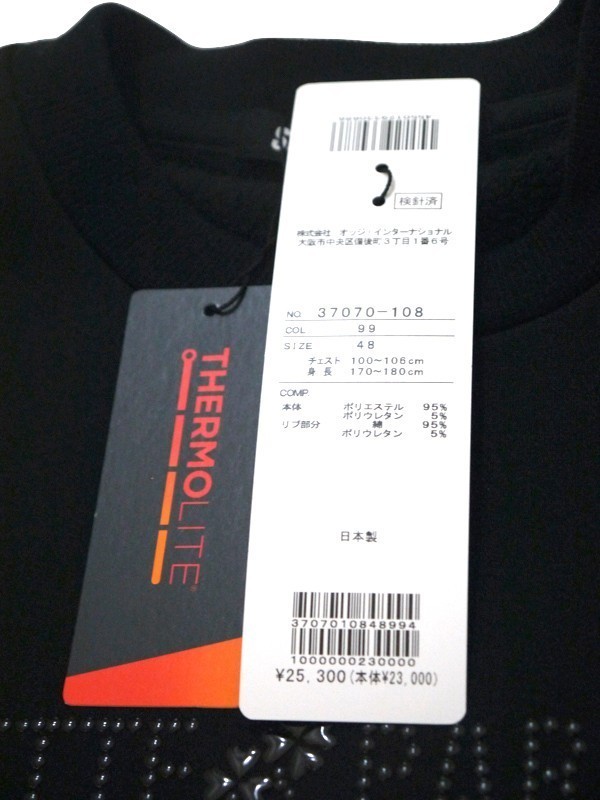 検針済
株式会社 オッジ・インターナショナル
大阪市中央区備後町3丁目1番6号
NO. 37070-108
COL 99
SIZE 48
チェスト 100〜106cm
身長 170〜180cm
COMP.
本体 ポリエステル 95%
ポリウレタン 5%
リブ部分 綿 95%
ポリウレタン 5%
日本製
3707010848994
1000000230000
¥25,300(本体¥23,000)
THERMOLITE®